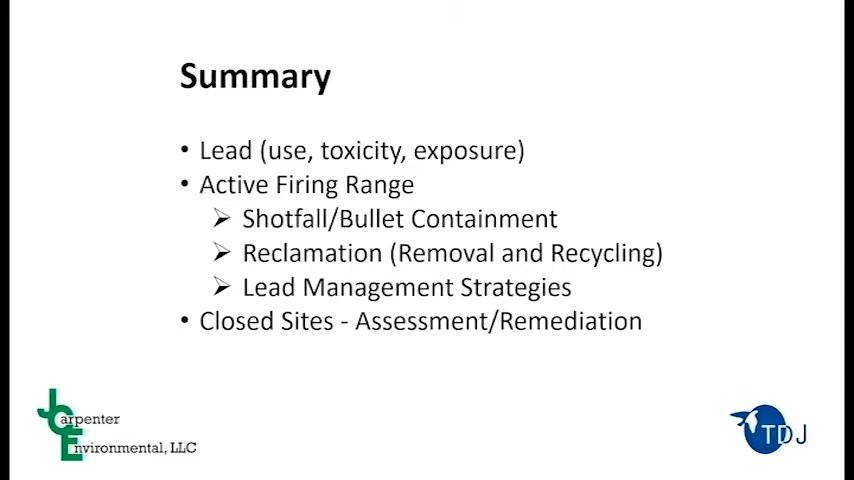 Summary
• Lead (use, toxicity, exposure)
• Active Firing Range
➢ Shotfall/Bullet Containment
➢ Reclamation (Removal and Recycling)
➢ Lead Management Strategies
• Closed Sites - Assessment/Remediation
JCarpenter
Environmental, LLC
TDJ